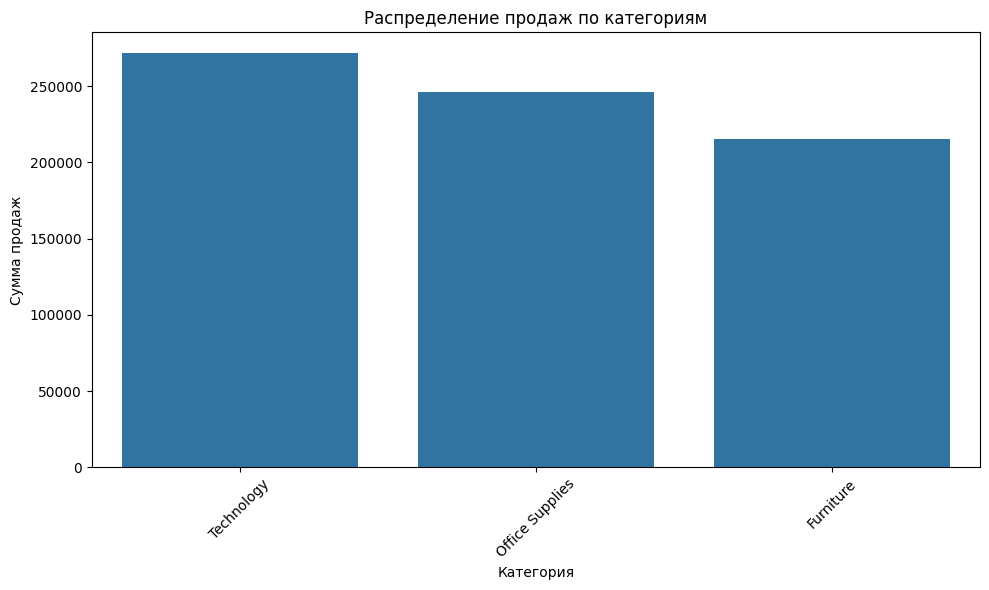 Распределение продаж по категориям
Сумма продаж
250000
200000
150000
100000
50000
0
Technology
Office Supplies
Furniture
Категория